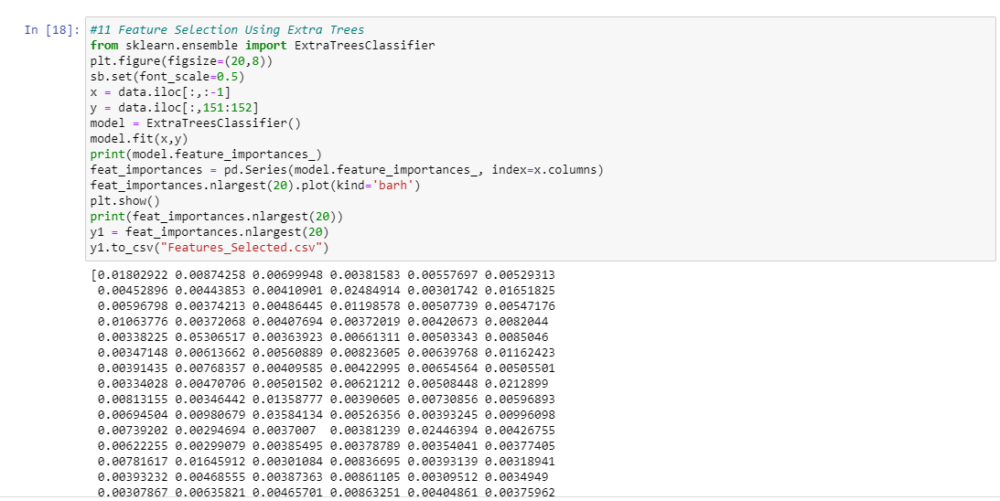 In [18]: #11 Feature Selection Using Extra Trees
from sklearn.ensemble import ExtraTreesClassifier
plt.figure(figsize=(20,8))
sb.set(font_scale=0.5)
x = data.iloc[:,:-1]
y = data.iloc[:,151:152]
model = ExtraTreesClassifier()
model.fit(x,y)
print(model.feature_importances_)
feat_importances = pd.Series(model.feature_importances_, index=x.columns)
feat_importances.nlargest(20).plot(kind='barh')
plt.show()
print(feat_importances.nlargest(20))
y1 = feat_importances.nlargest(20)
y1.to_csv("Features_Selected.csv")
[0.01802922 0.00874258 0.00699948 0.00381583 0.00557697 0.00529313
0.00452896 0.00443853 0.00410901 0.02484914 0.00301742 0.01651825
0.00596798 0.00374213 0.00486445 0.01198578 0.00507739 0.00547176
0.01063776 0.00372068 0.00407694 0.00372019 0.00420673 0.0082044
0.00338225 0.05306517 0.00363923 0.00661311 0.00503343 0.0085046
0.00347148 0.00613662 0.00560889 0.00823605 0.00639768 0.01162423
0.00391435 0.00768357 0.00409585 0.00422995 0.00654564 0.00505501
0.00334028 0.00470706 0.00501502 0.00621212 0.00508448 0.0212899
0.00813155 0.00346442 0.01358777 0.00390605 0.00730856 0.00596893
0.00694504 0.00980679 0.03584134 0.00526356 0.00393245 0.00996098
0.00739202 0.00294694 0.0037007 0.00381239 0.02446394 0.00426755
0.00622255 0.00299079 0.00385495 0.00378789 0.00354041 0.00377405
0.00781617 0.01645912 0.00301084 0.00836695 0.00393139 0.00318941
0.00393232 0.00468555 0.00387363 0.00861105 0.00309512 0.0034949
0.00307867 0.00635821 0.00465701 0.00863251 0.00404861 0.00375962